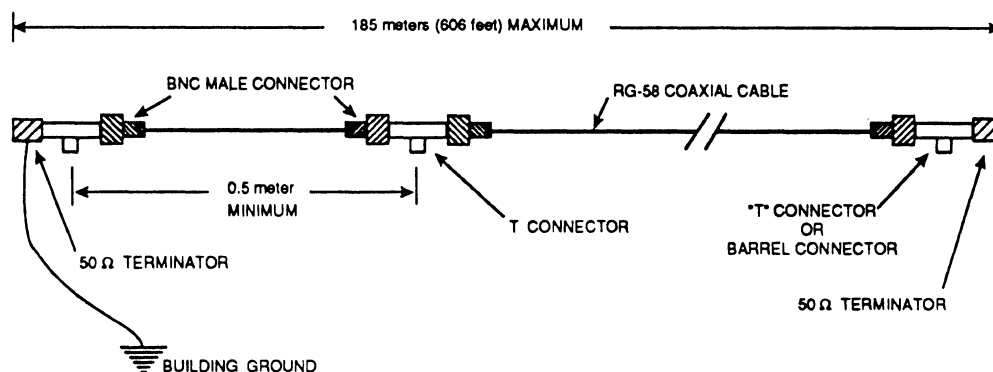 185 meters (606 feet) MAXIMUM
BNC MALE CONNECTOR
RG-58 COAXIAL CABLE
0.5 meter
MINIMUM
T CONNECTOR
"T" CONNECTOR
OR
BARREL CONNECTOR
50 Ω TERMINATOR
50 Ω TERMINATOR
BUILDING GROUND